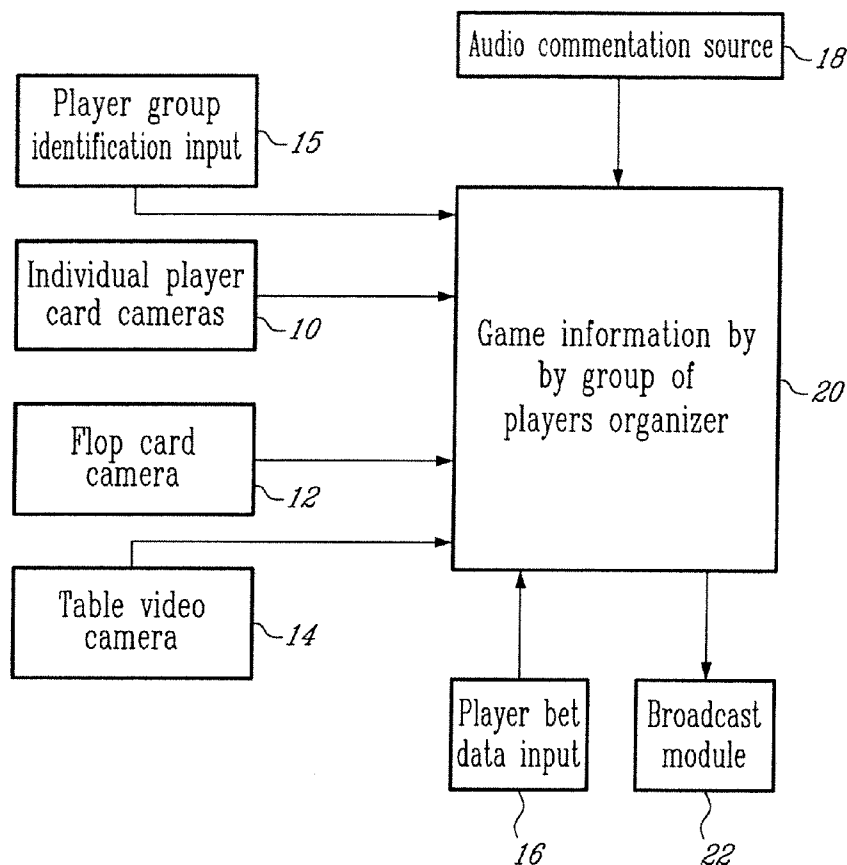 Audio commentation source
18
Player group
identification input
15
Individual player
card cameras
10
Game information by
by group of
players organizer
20
Flop card
camera
12
Table video
camera
14
Player bet
data input
16
Broadcast
module
22